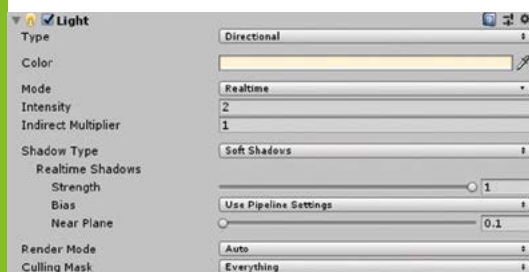 Light
Type Directional
Color
Mode Realtime
Intensity 2
Indirect Multiplier 1
Shadow Type Soft Shadows
Realtime Shadows
Strength 1
Bias Use Pipeline Settings
Near Plane 0.1
Render Mode Auto
Culling Mask Everything